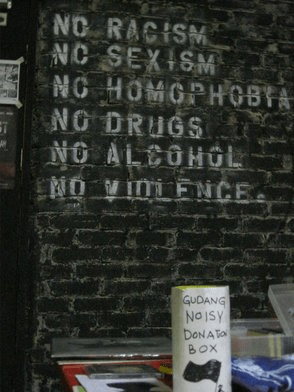 NO RACISM
NO SEXISM
NO HOMOPHOBIA
NO DRUGS
NO ALCOHOL
NO VIOLENCE.
GUDANG
NOISY
DONATION
BOX